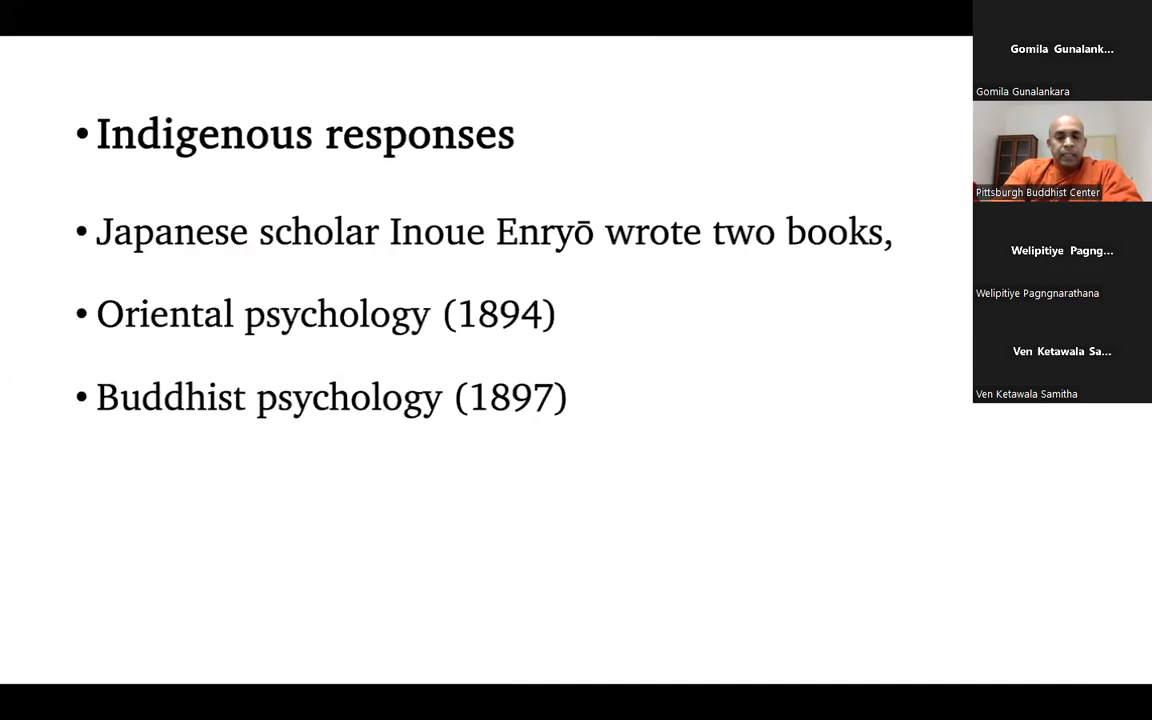 • Indigenous responses
• Japanese scholar Inoue Enryō wrote two books,
• Oriental psychology (1894)
• Buddhist psychology (1897)
Gomila Gunalank...
Gomila Gunalankara
Pittsburgh Buddhist Center
Welipitiye Pagng...
Welipitiye Pagngnarathana
Ven Ketawala Sa...
Ven Ketawala Samitha